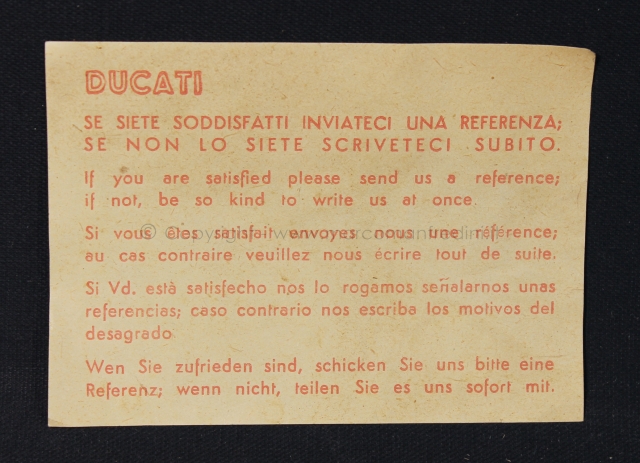 DUCATI
SE SIETE SODDISFATTI INVIATECI UNA REFERENZA;
SE NON LO SIETE SCRIVETECI SUBITO.
If you are satisfied please send us a reference;
if not, be so kind to write us at once.
Si vous êles satisfait envoyes nous une référence;
au cas contraire veuillez nous écrire tout de suite.
Si Vd. està satisfecho nos lo rogamos señalarnos unas
referencias; caso contrario nos escriba los motivos del
desagrado
Wen Sie zufrieden sind, schicken Sie uns bitte eine
Referenz; wenn nicht, teilen Sie es uns sofort mit.